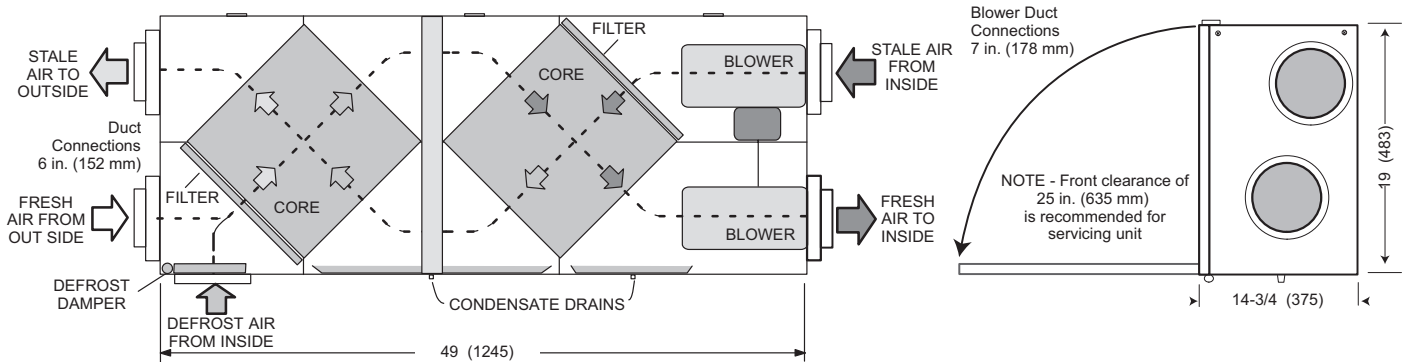 STALE
AIR TO
OUTSIDE
Duct
Connections
6 in. (152 mm)
FILTER
FRESH
AIR FROM
OUT SIDE
DEFROST
DAMPER
DEFROST AIR
FROM INSIDE
CORE
CORE
FILTER
BLOWER
STALE AIR
FROM
INSIDE
BLOWER
FRESH
AIR TO
INSIDE
CONDENSATE DRAINS
49 (1245)
Blower Duct
Connections
7 in. (178 mm)
NOTE - Front clearance of
25 in. (635 mm)
is recommended for
servicing unit
19 (483)
14-3/4 (375)